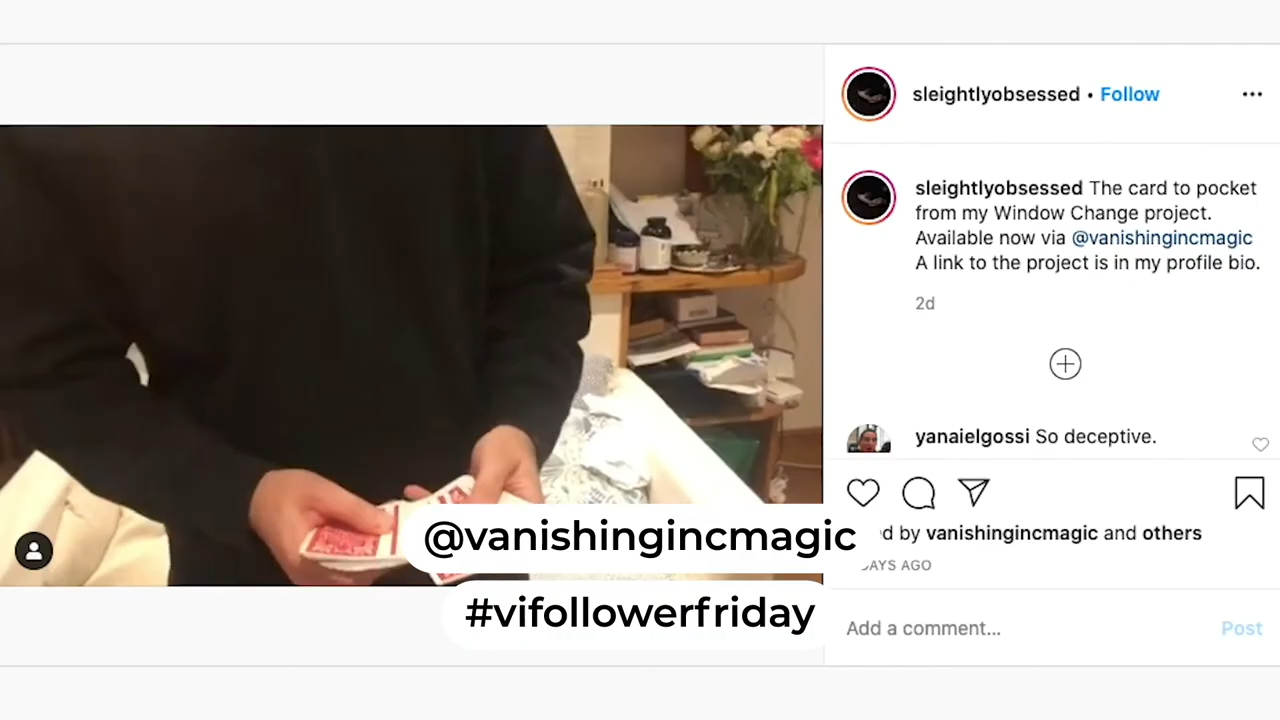 sleightlyobsessed • Follow
sleightlyobsessed The card to pocket
from my Window Change project.
Available now via @vanishingincmagic
A link to the project is in my profile bio.
2d
yanaielgossi So deceptive.
@vanishingincmagic
d by vanishingincmagic and others
AYS AGO
#vifollowerfriday
Add a comment...
Post